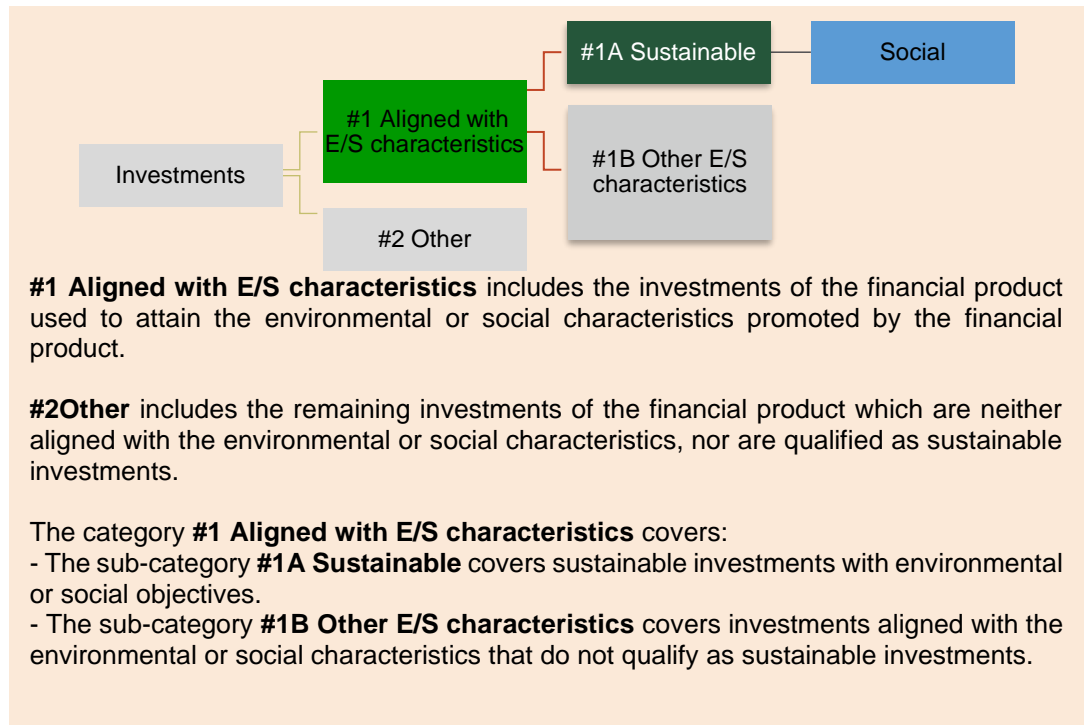 #1A Sustainable
Social
#1 Aligned with
E/S characteristics
#1B Other E/S
characteristics
Investments
#2 Other
#1 Aligned with E/S characteristics includes the investments of the financial product
used to attain the environmental or social characteristics promoted by the financial
product.
#2Other includes the remaining investments of the financial product which are neither
aligned with the environmental or social characteristics, nor are qualified as sustainable
investments.
The category #1 Aligned with E/S characteristics covers:
- The sub-category #1A Sustainable covers sustainable investments with environmental
or social objectives.
- The sub-category #1B Other E/S characteristics covers investments aligned with the
environmental or social characteristics that do not qualify as sustainable investments.